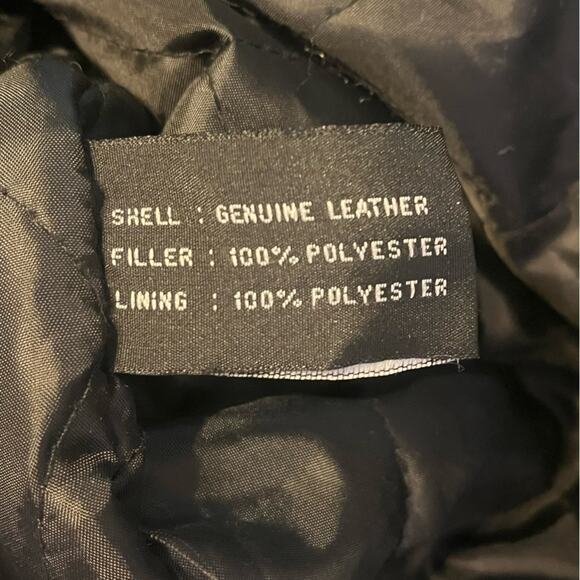 SHELL : GENUINE LEATHER
FILLER : 100% POLYESTER
LINING : 100% POLYESTER